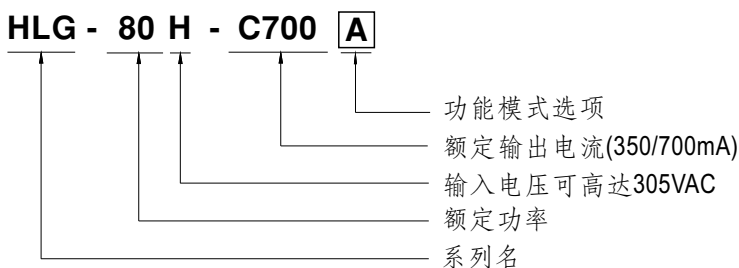 HLG - 80 H - C700 A
功能模式选项
额定输出电流(350/700mA)
输入电压可高达305VAC
额定功率
系列名